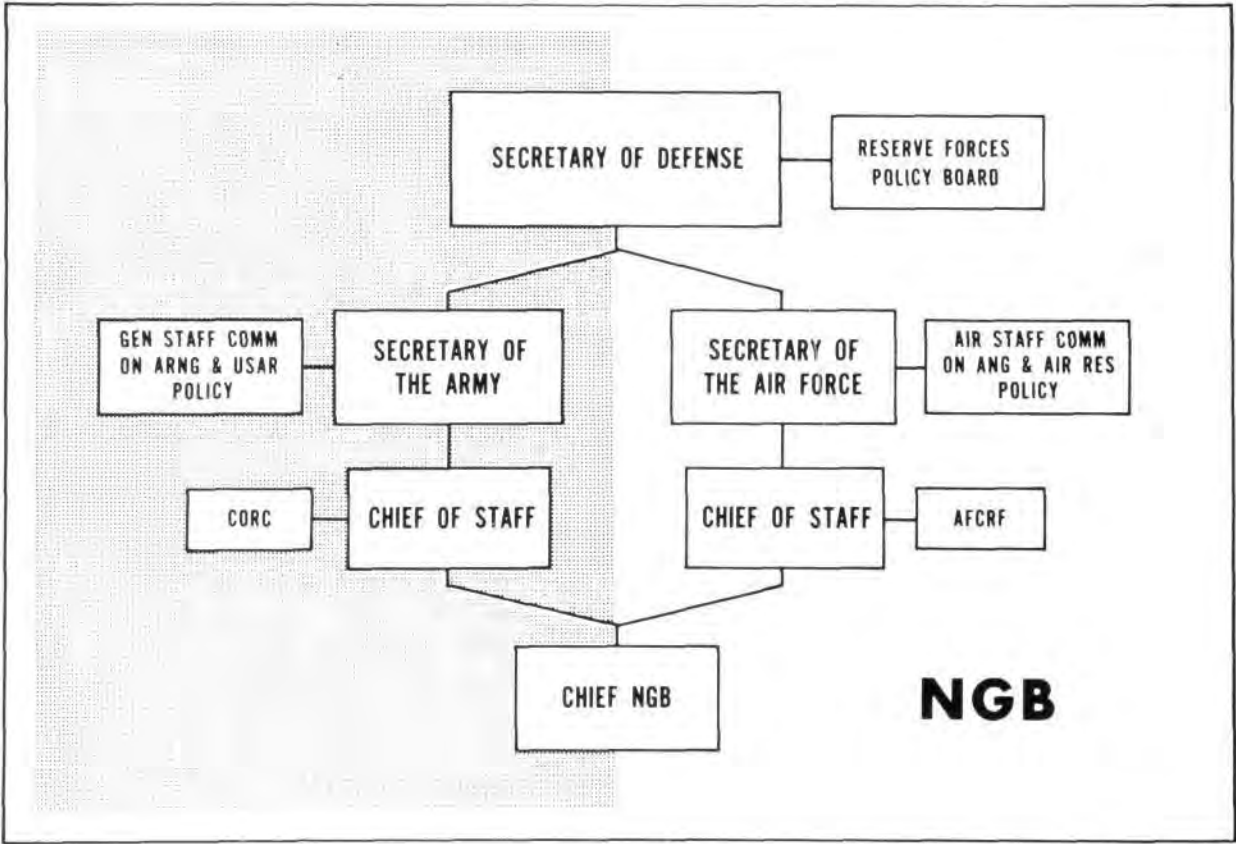 SECRETARY OF DEFENSE
RESERVE FORCES
POLICY BOARD
GEN STAFF COMM
ON ARNG & USAR
POLICY
SECRETARY OF
THE ARMY
SECRETARY OF
THE AIR FORCE
AIR STAFF COMM
ON ANG & AIR RES
POLICY
CORC
CHIEF OF STAFF
CHIEF OF STAFF
AFCRF
CHIEF NGB
NGB